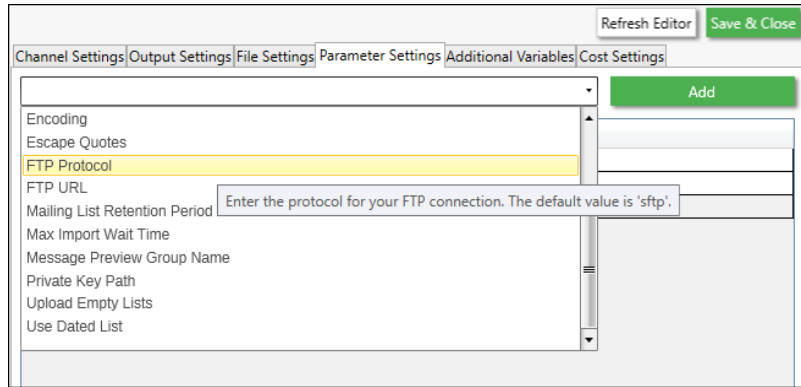 Refresh Editor Save & Close
Channel Settings Output Settings File Settings Parameter Settings Additional Variables Cost Settings
Add
Encoding
Escape Quotes
FTP Protocol
FTP URL
Enter the protocol for your FTP connection. The default value is 'sftp'.
Mailing List Retention Period
Max Import Wait Time
Message Preview Group Name
Private Key Path
Upload Empty Lists
Use Dated List